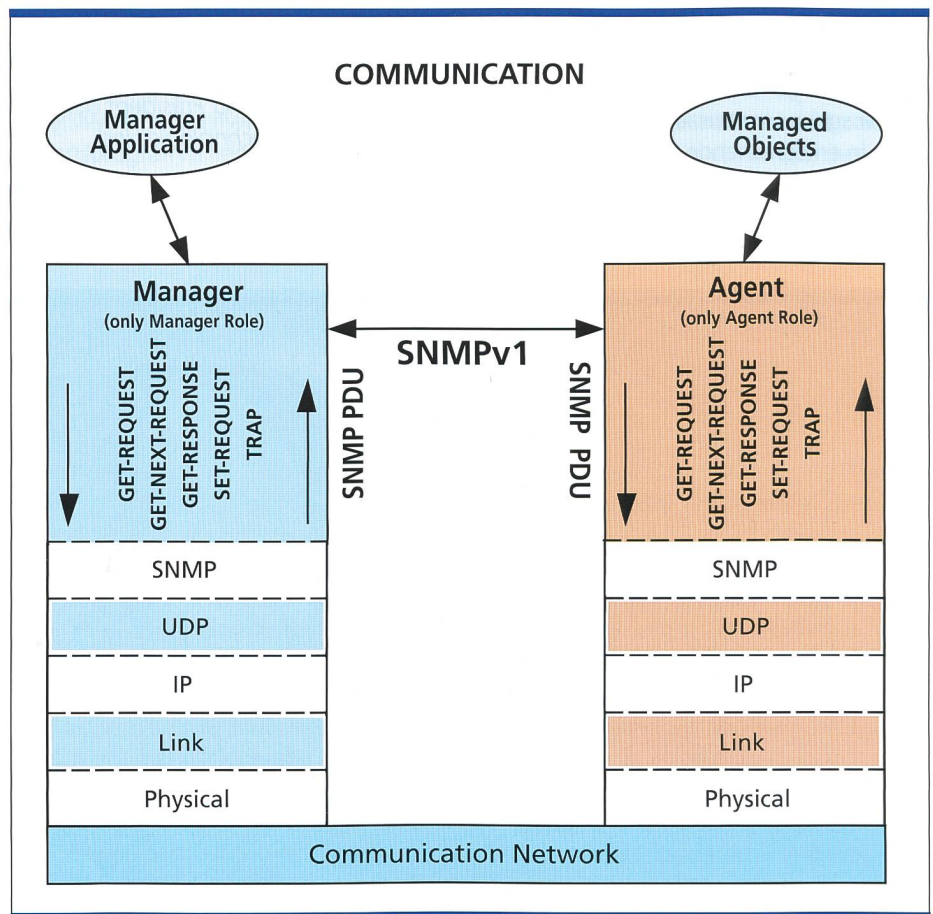 COMMUNICATION
Manager
Application
Managed
Objects
Manager
(only Manager Role)
GET-REQUEST
GET-NEXT-REQUEST
GET-RESPONSE
SET-REQUEST
TRAP
SNMP PDU
SNMPv1
SNMP PDU
Agent
(only Agent Role)
GET-REQUEST
GET-NEXT-REQUEST
GET-RESPONSE
SET-REQUEST
TRAP
SNMP
UDP
IP
Link
Physical
SNMP
UDP
IP
Link
Physical
Communication Network